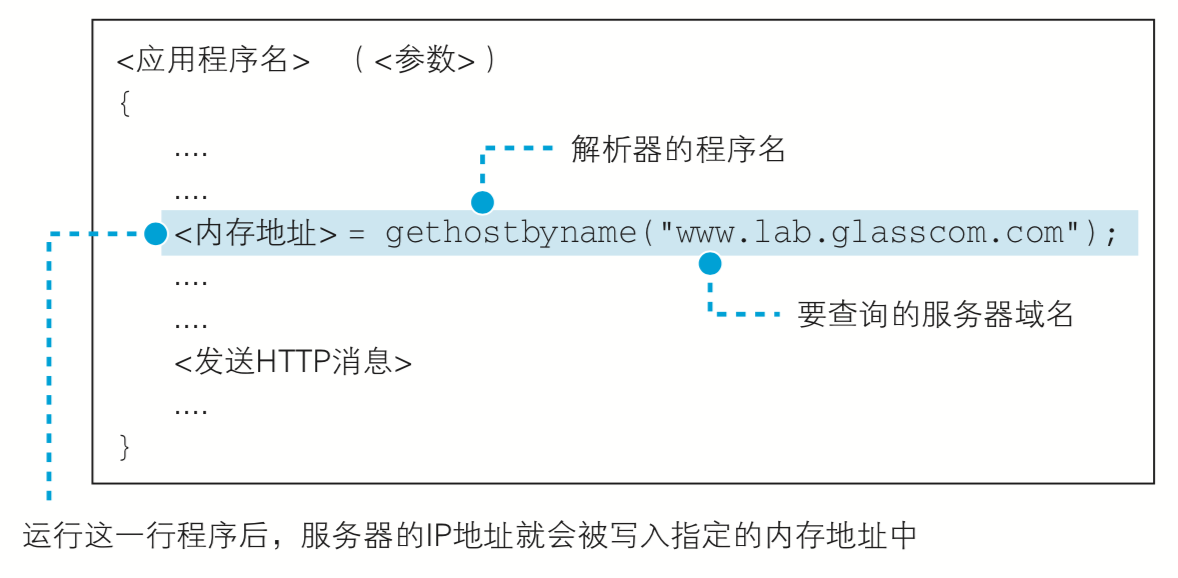 <应用程序名> （<参数>）
{
....
解析器的程序名
....
<内存地址> = gethostbyname("www.lab.glasscom.com");
....
....
要查询的服务器域名
<发送HTTP消息>
....
}
运行这一行程序后，服务器的IP地址就会被写入指定的内存地址中